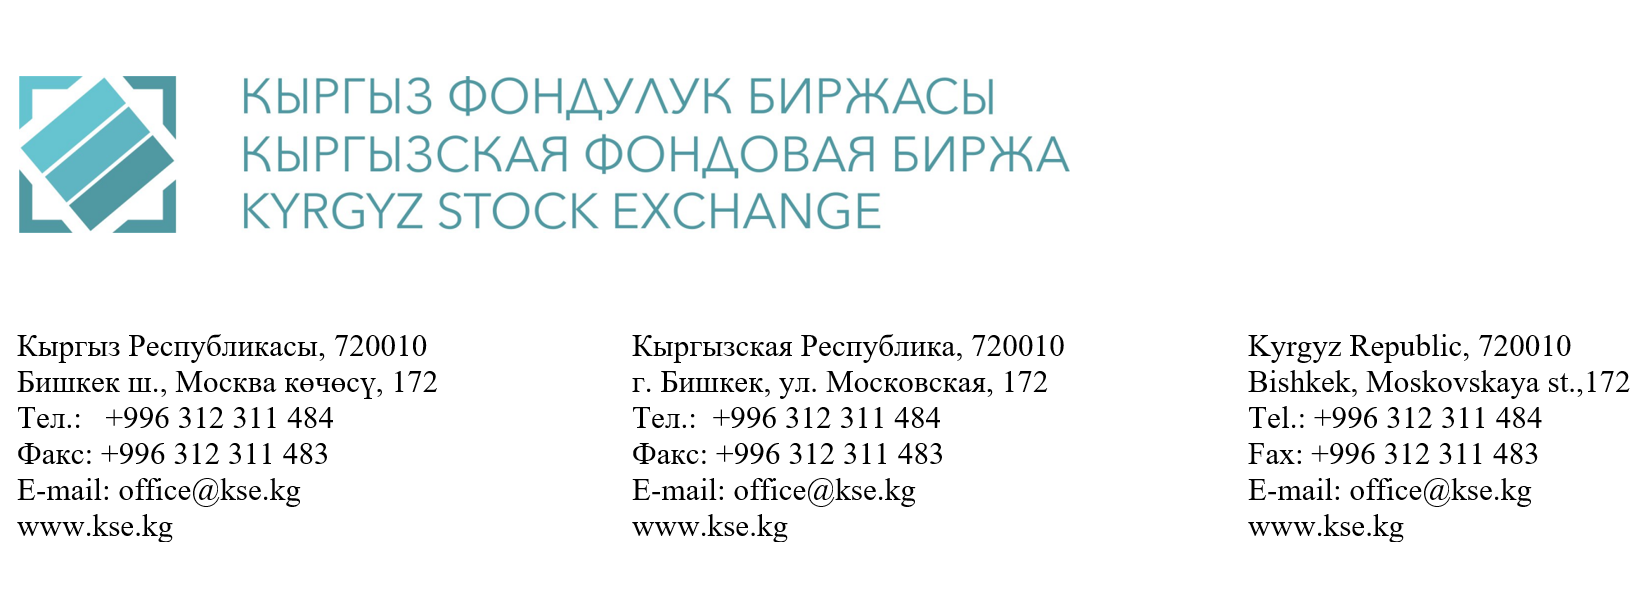 КЫРГЫЗ ФОНДУЛУК БИРЖАСЫ
КЫРГЫЗСКАЯ ФОНДОВАЯ БИРЖА
KYRGYZ STOCK EXCHANGE
Кыргыз Республикасы, 720010
Бишкек ш., Москва көчөсү, 172
Тел.: +996 312 311 484
Факс: +996 312 311 483
E-mail: office@kse.kg
www.kse.kg
Кыргызская Республика, 720010
г. Бишкек, ул. Московская, 172
Тел.: +996 312 311 484
Факс: +996 312 311 483
E-mail: office@kse.kg
www.kse.kg
Kyrgyz Republic, 720010
Bishkek, Moskovskaya st.,172
Tel.: +996 312 311 484
Fax: +996 312 311 483
E-mail: office@kse.kg
www.kse.kg